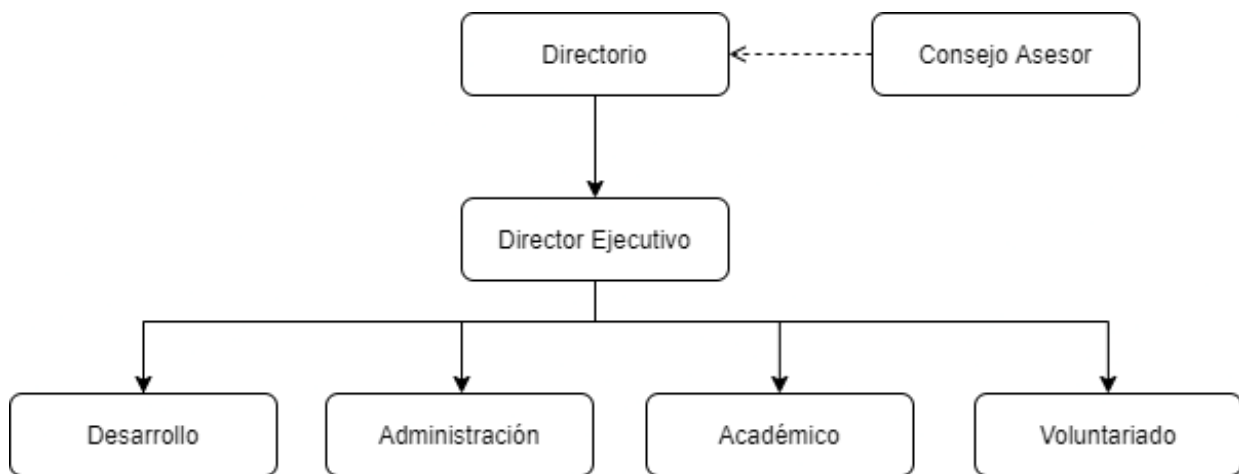 Directorio
Consejo Asesor
Director Ejecutivo
Desarrollo
Administración
Académico
Voluntariado